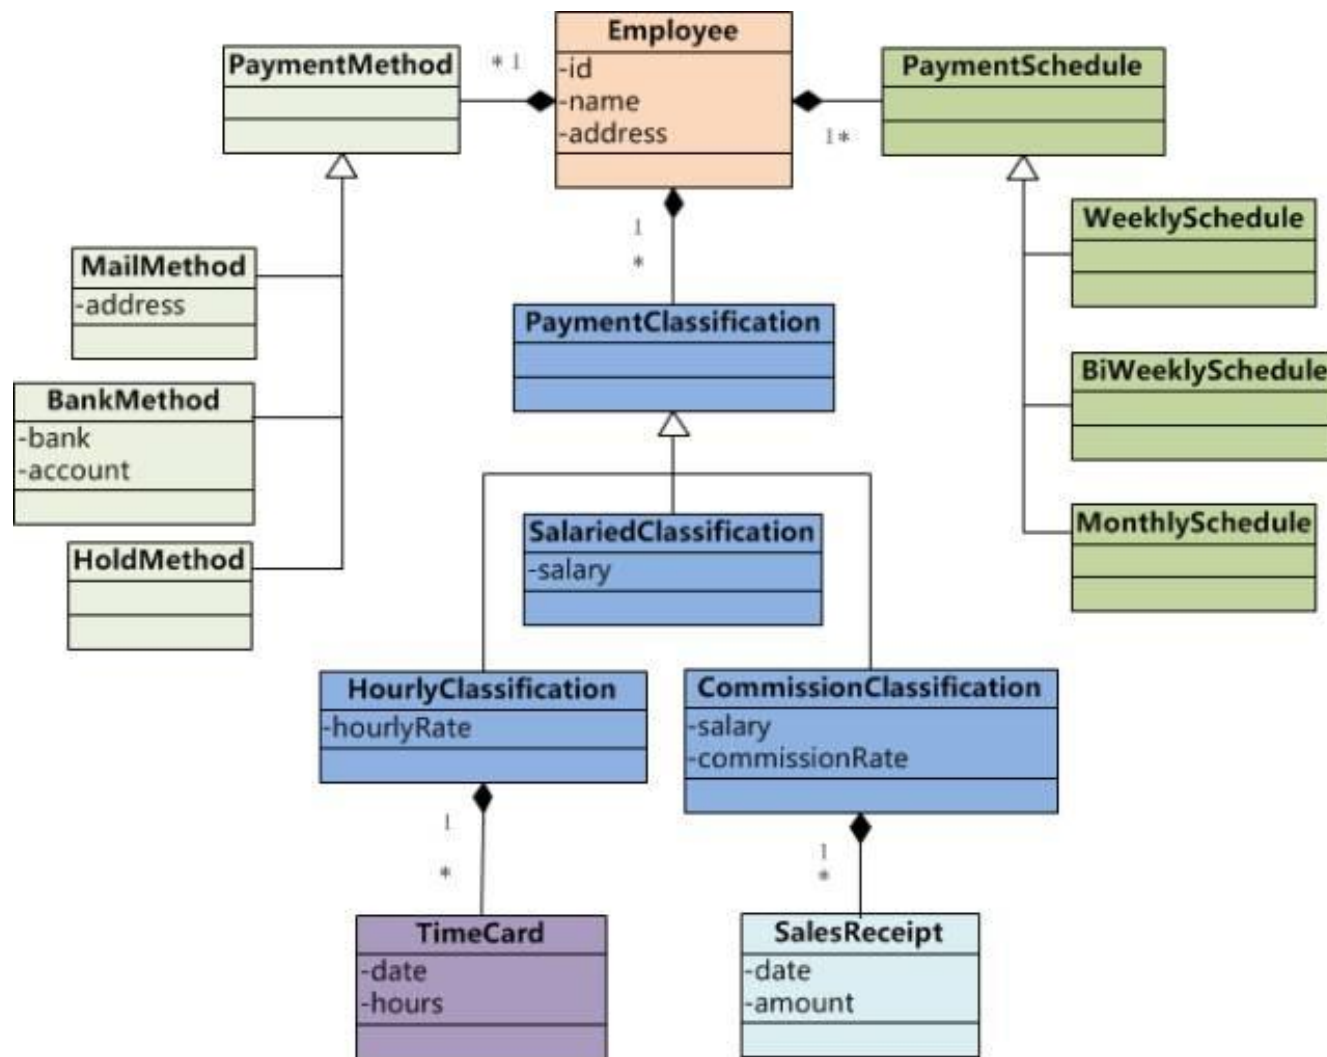 Employee
-id
-name
-address
PaymentMethod
* 1
PaymentSchedule
1*
1
*
WeeklySchedule
MailMethod
-address
PaymentClassification
BiWeeklySchedule
BankMethod
-bank
-account
MonthlySchedule
SalariedClassification
-salary
HoldMethod
HourlyClassification
-hourlyRate
CommissionClassification
-salary
-commissionRate
1
*
1
*
TimeCard
-date
-hours
SalesReceipt
-date
-amount